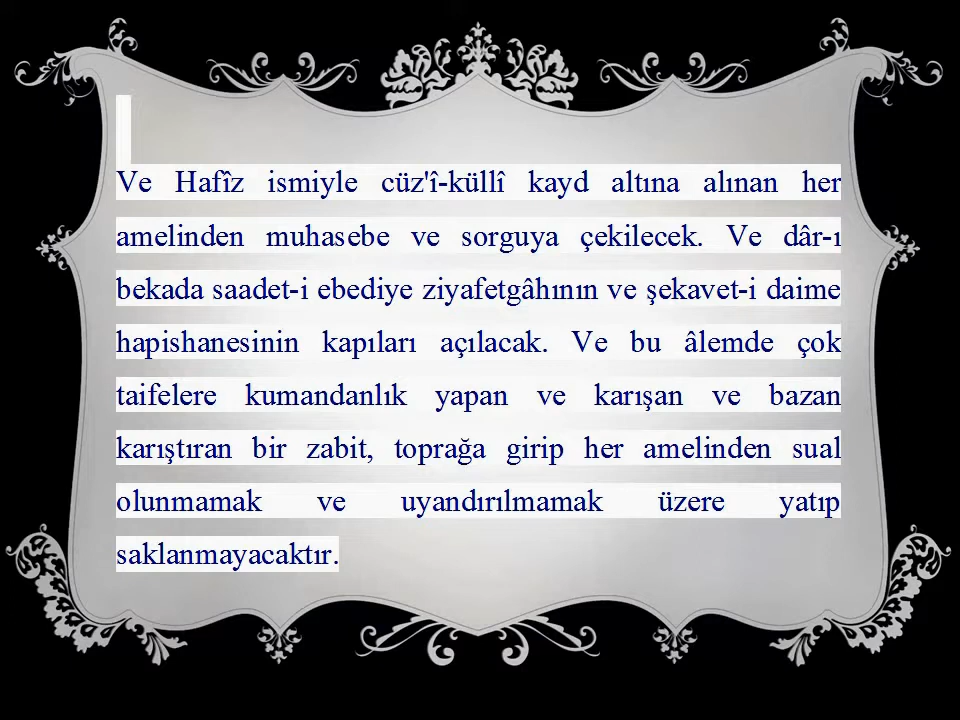 Ve Hafîz ismiyle cüz'î-küllî kayd altına alınan her
amelinden muhasebe ve sorguya çekilecek. Ve dâr-ı
bekada saadet-i ebediye ziyafetgâhının ve şekavet-i daime
hapishanesinin kapıları açılacak. Ve bu âlemde çok
taifelere kumandanlık yapan ve karışan ve bazan
karıştıran bir zabit, toprağa girip her amelinden sual
olunmamak ve uyandırılmamak üzere yatıp
saklanmayacaktır.